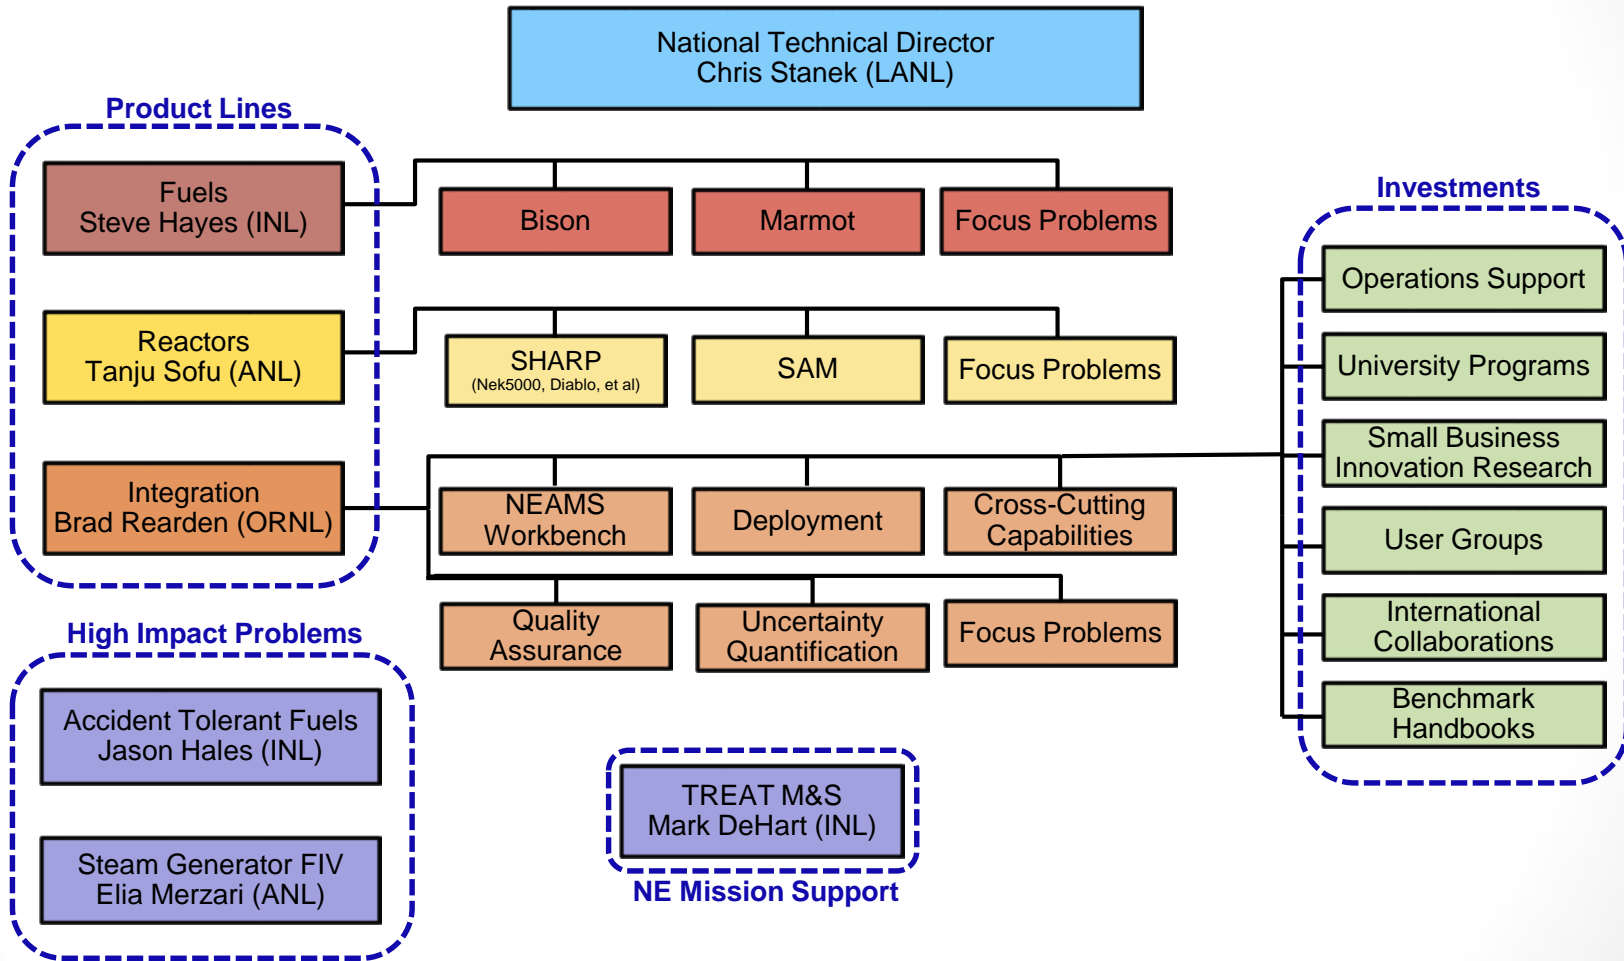 National Technical Director
Chris Stanek (LANL)
Product Lines
Fuels
Steve Hayes (INL)
Bison
Marmot
Focus Problems
Reactors
Tanju Sofu (ANL)
SHARP
(Nek5000, Diablo, et al)
SAM
Focus Problems
Integration
Brad Rearden (ORNL)
NEAMS
Workbench
Deployment
Cross-Cutting
Capabilities
Quality
Assurance
Uncertainty
Quantification
Focus Problems
Investments
Operations Support
University Programs
Small Business
Innovation Research
User Groups
International
Collaborations
Benchmark
Handbooks
High Impact Problems
Accident Tolerant Fuels
Jason Hales (INL)
Steam Generator FIV
Elia Merzari (ANL)
TREAT M&S
Mark DeHart (INL)
NE Mission Support